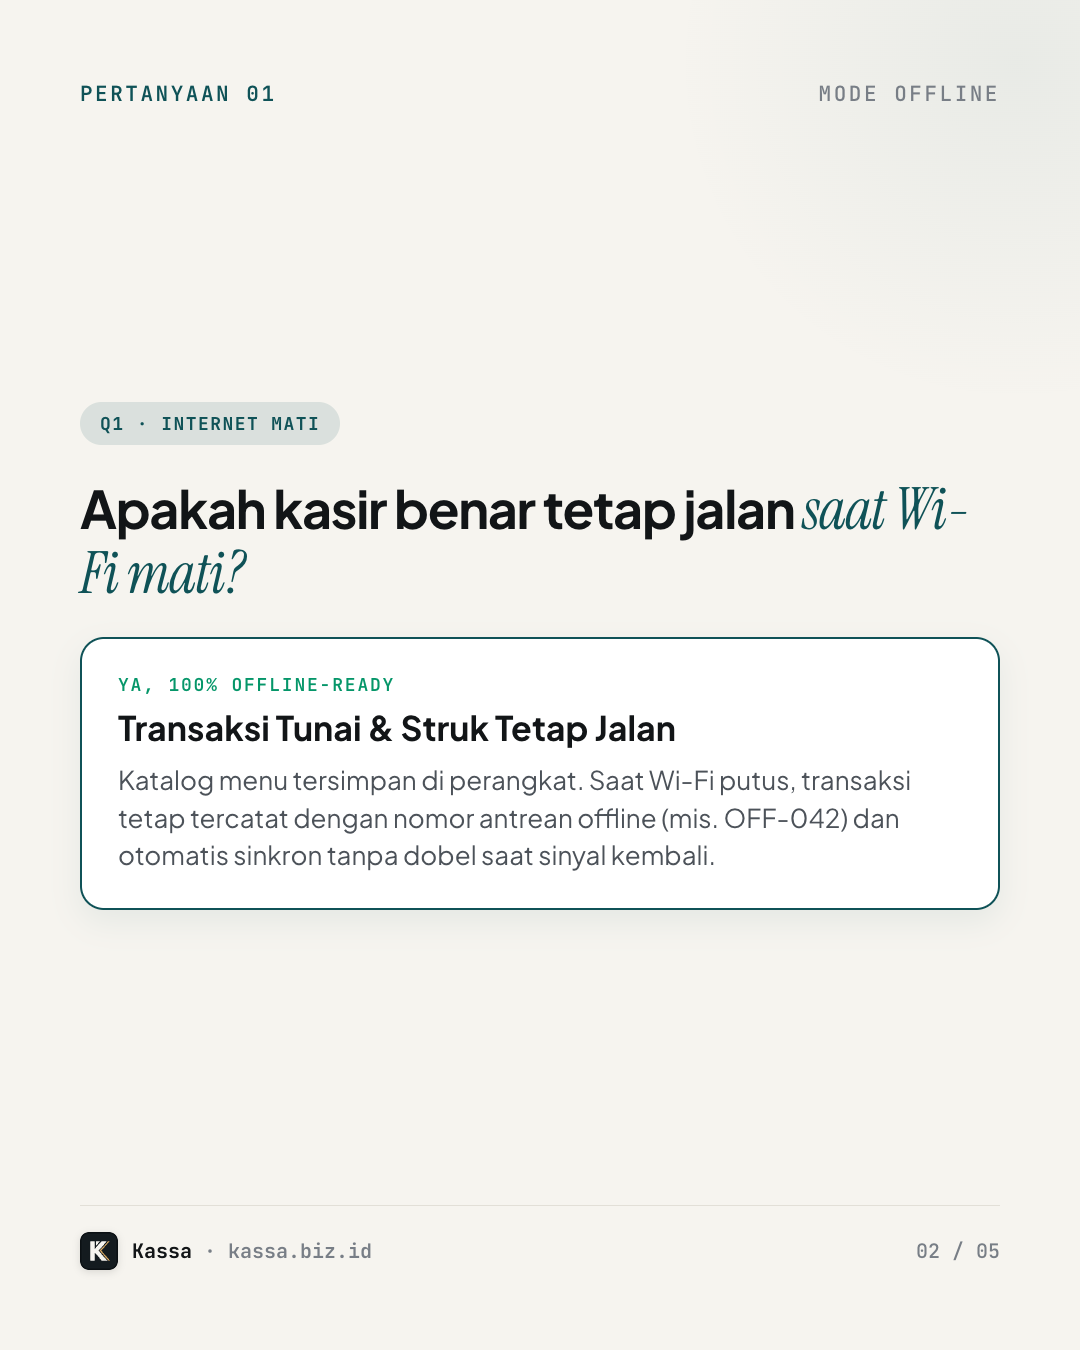 PERTANYAAN 01
MODE OFFLINE
Q1 · INTERNET MATI
Apakah kasir benar tetap jalan saat Wi-
Fi mati?
YA, 100% OFFLINE-READY
Transaksi Tunai & Struk Tetap Jalan
Katalog menu tersimpan di perangkat. Saat Wi-Fi putus, transaksi
tetap tercatat dengan nomor antrean offline (mis. OFF-042) dan
otomatis sinkron tanpa dobel saat sinyal kembali.
K
Kassa · kassa.biz.id
02 / 05